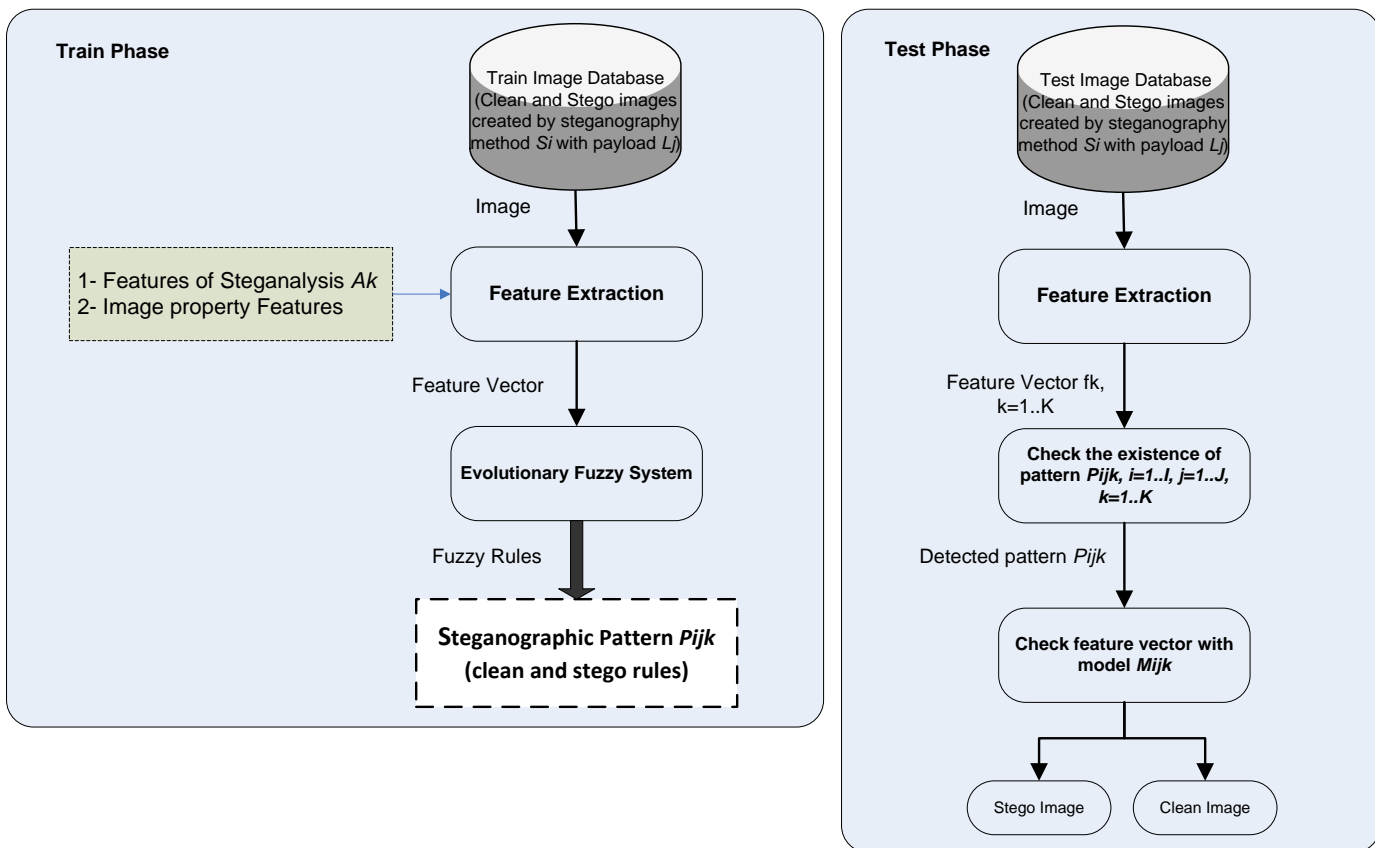 Train Phase
Train Image Database
(Clean and Stego images
created by steganography
method Si with payload Lj)
Image
1- Features of Steganalysis Ak
2- Image property Features
Feature Extraction
Feature Vector
Evolutionary Fuzzy System
Fuzzy Rules
Steganographic Pattern Pijk
(clean and stego rules)
Test Phase
Test Image Database
(Clean and Stego images
created by steganography
method Si with payload Lj)
Image
Feature Extraction
Feature Vector fk,
k=1..K
Check the existence of
pattern Pijk, i=1..I, j=1..J,
k=1..K
Detected pattern Pijk
Check feature vector with
model Mijk
Stego Image
Clean Image